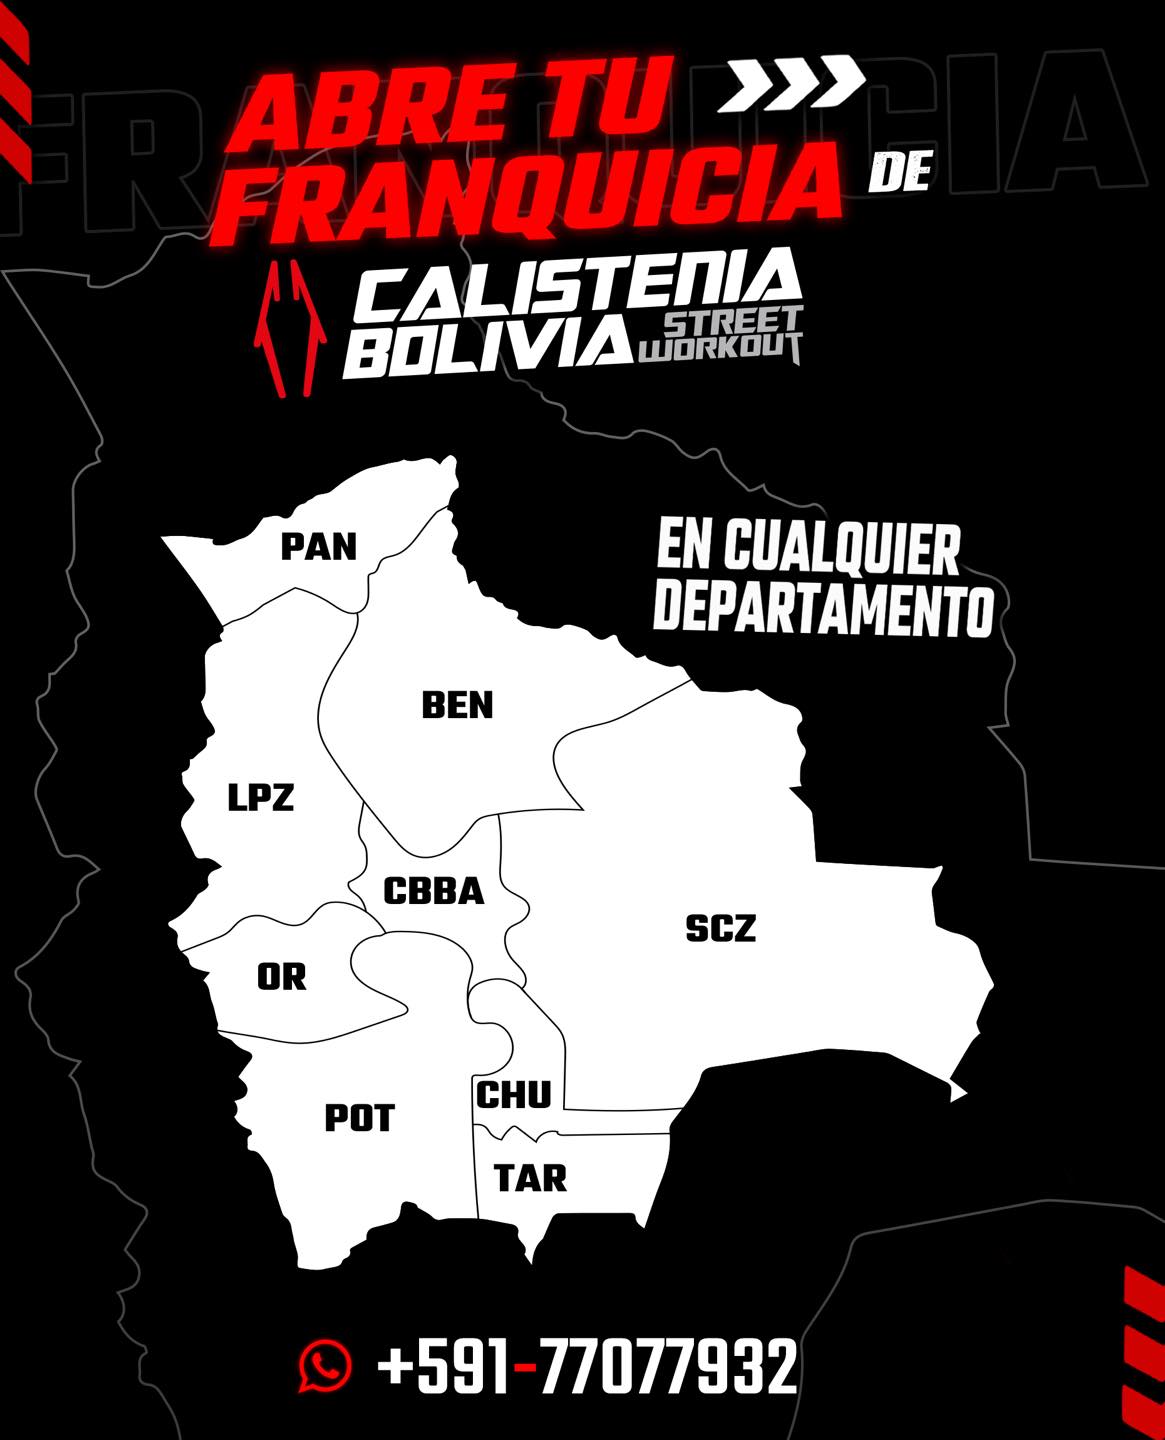 FRANQUICIA
ABRE TU
FRANQUICIA DE
CALISTENIA
BOLIVIA STREET
WORKOUT
EN CUALQUIER
DEPARTAMENTO
PAN
BEN
LPZ
CBBA
SCZ
OR
CHU
POT
TAR
+591-77077932